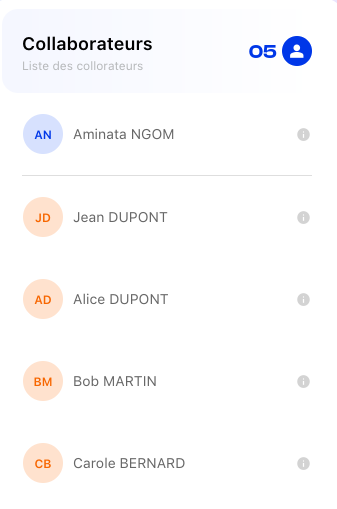 Collaborateurs
05
Liste des collorateurs
AN Aminata NGOM
JD Jean DUPONT
AD Alice DUPONT
BM Bob MARTIN
CB Carole BERNARD